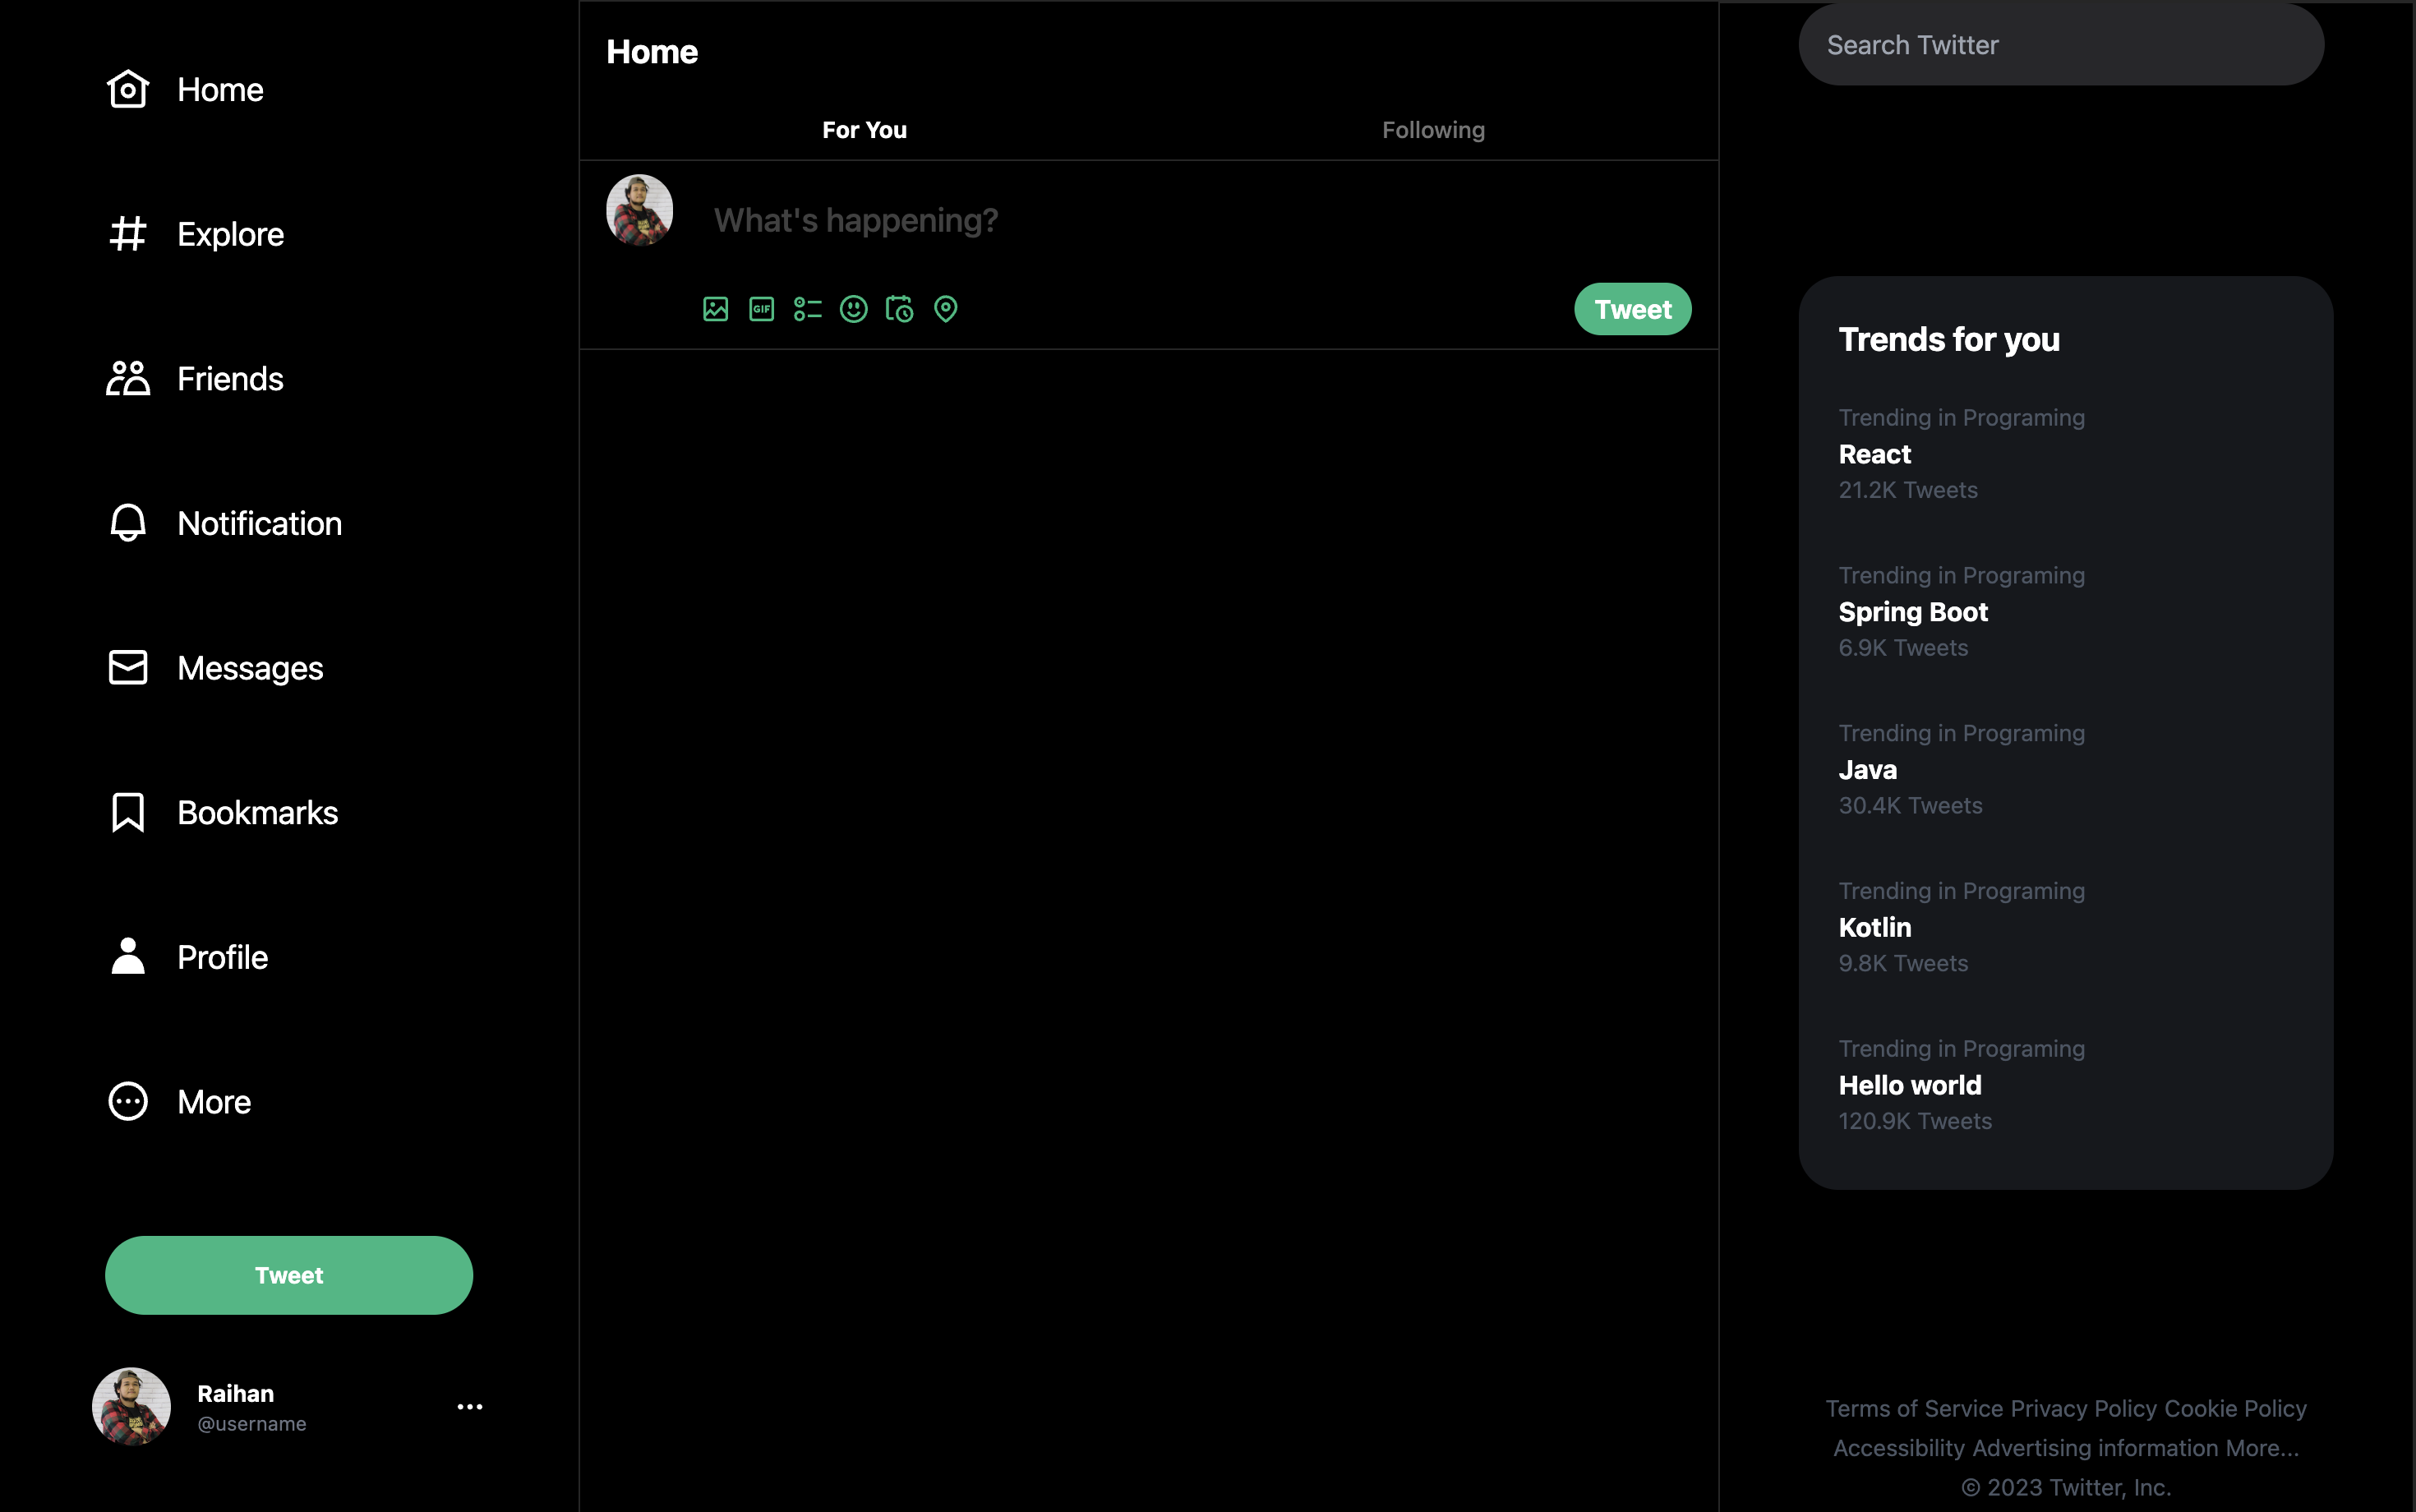 Home
Explore
Friends
Notification
Messages
Bookmarks
Profile
More
Tweet
Raihan
@username
Home
For You
Following
What's happening?
GIF
Tweet
Search Twitter
Trends for you
Trending in Programing
React
21.2K Tweets
Trending in Programing
Spring Boot
6.9K Tweets
Trending in Programing
Java
30.4K Tweets
Trending in Programing
Kotlin
9.8K Tweets
Trending in Programing
Hello world
120.9K Tweets
Terms of Service Privacy Policy Cookie Policy
Accessibility Advertising information More...
© 2023 Twitter, Inc.